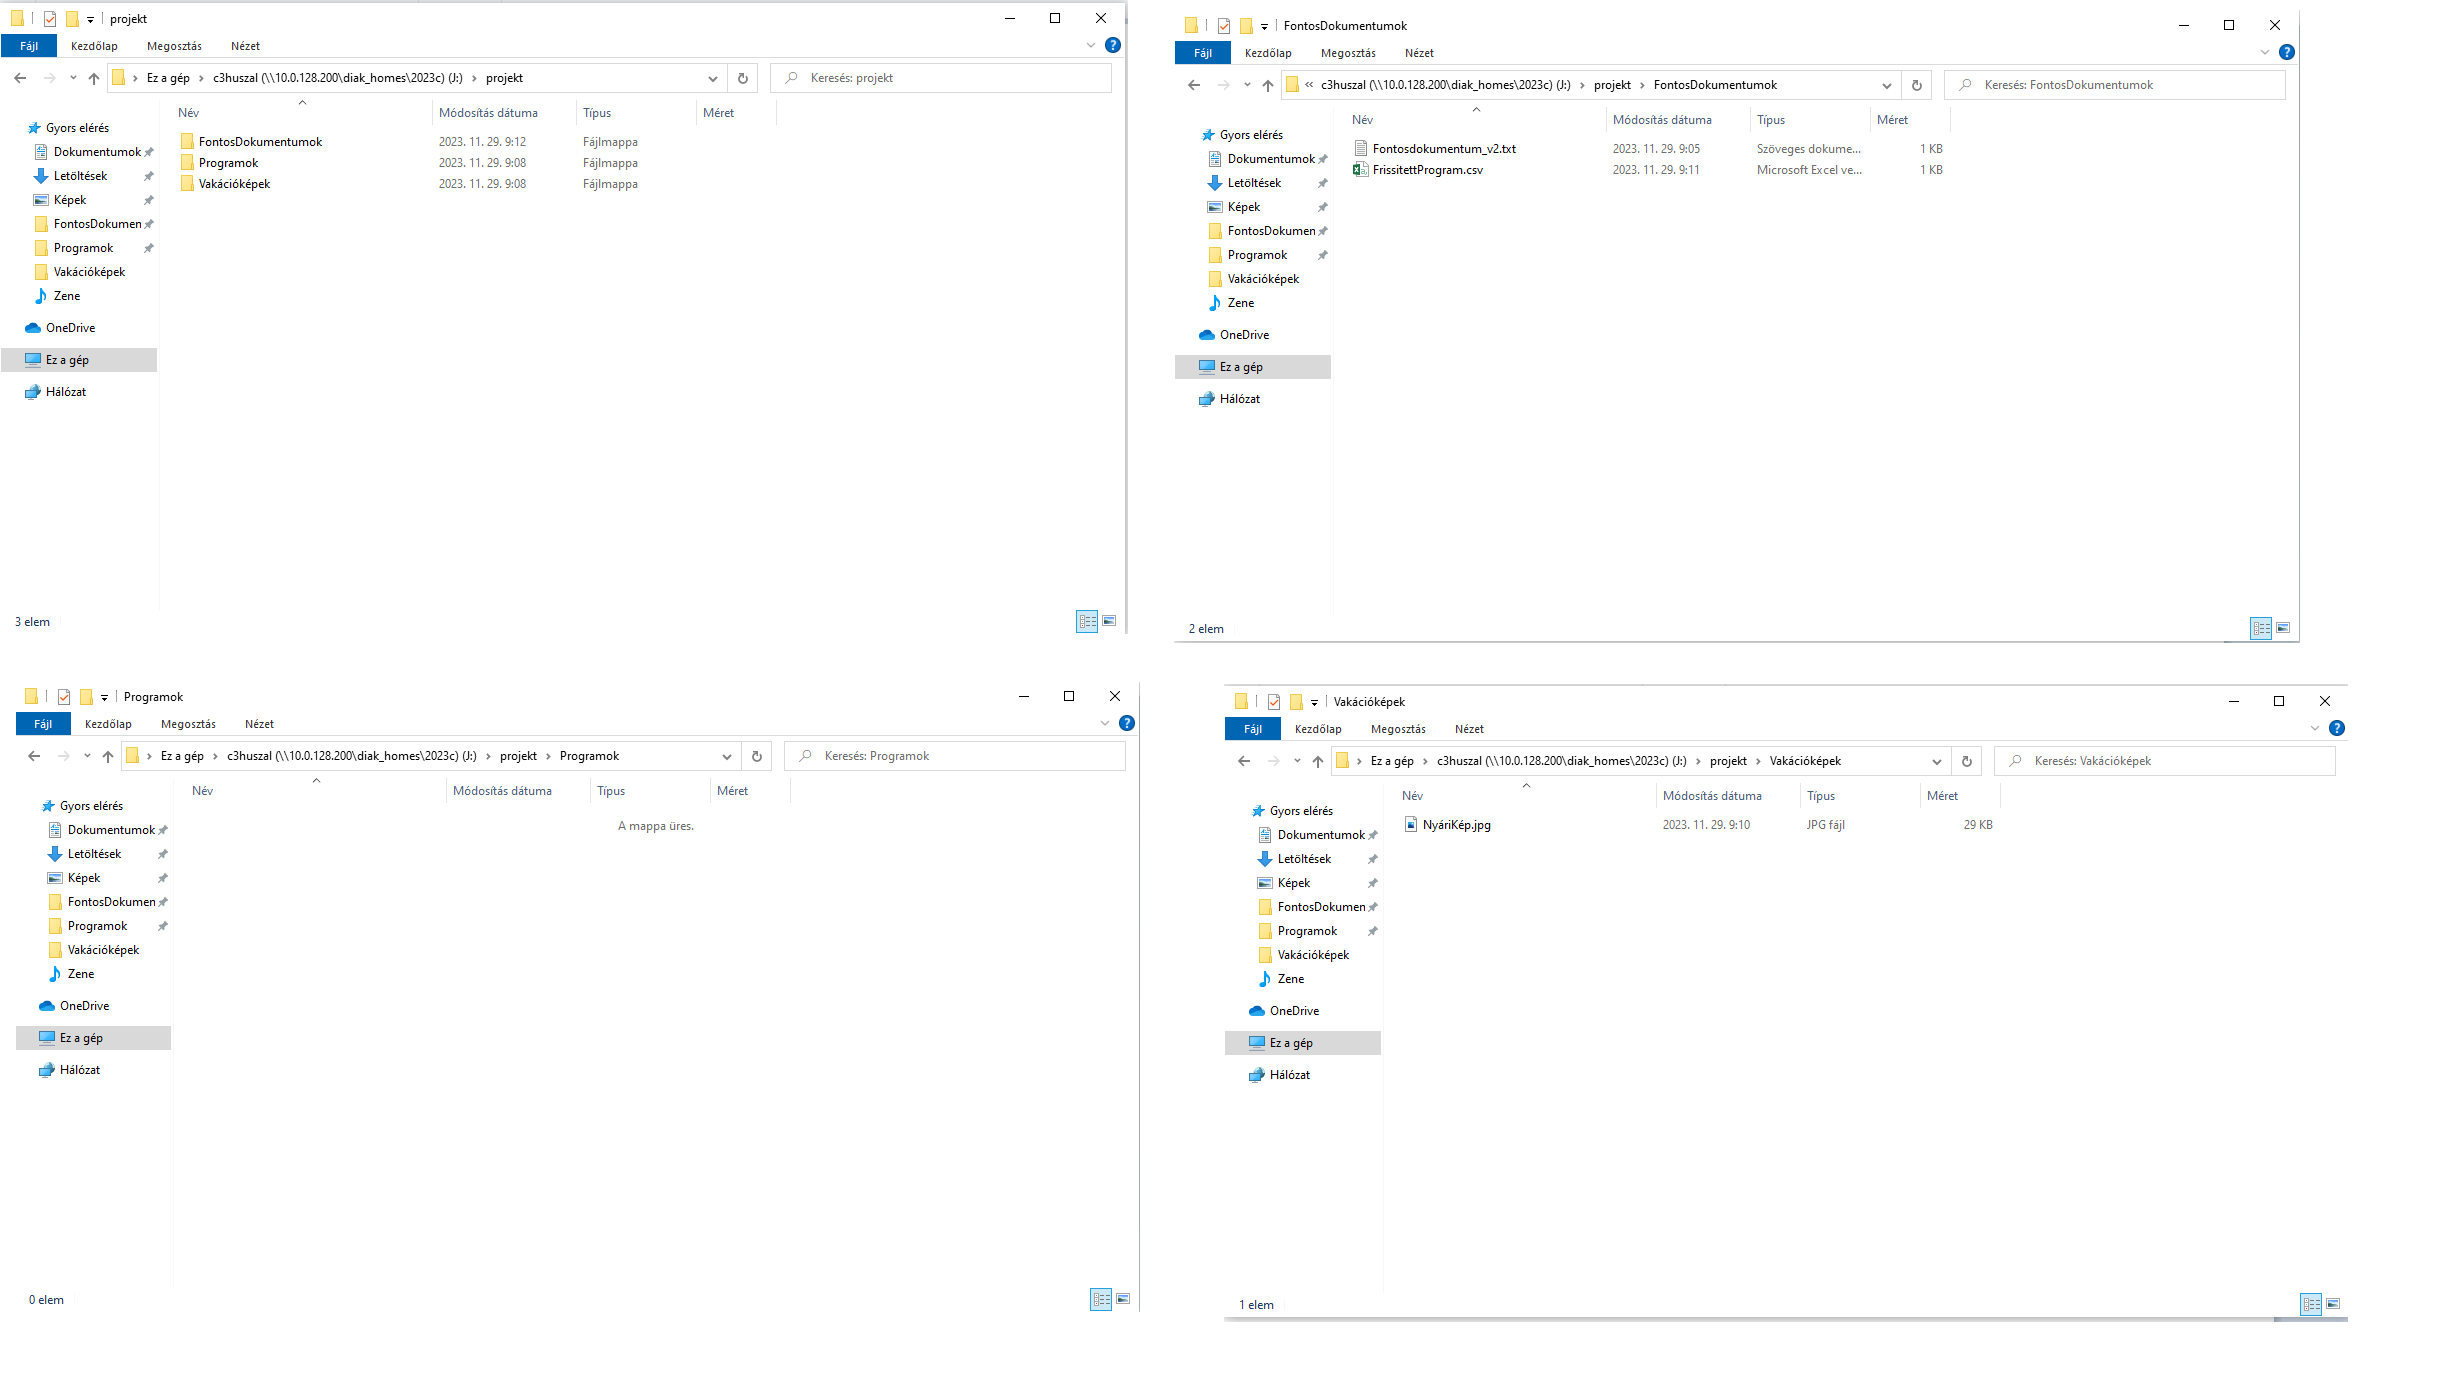 projekt
Fájl Kezdőlap Megosztás Nézet
Ez a gép › c3huszal (\\10.0.128.200\diak_homes\2023c) (J:) › projekt
Keresés: projekt
Név Módosítás dátuma Típus Méret
FontosDokumentumok 2023. 11. 29. 9:12 Fájlmappa
Programok 2023. 11. 29. 9:08 Fájlmappa
Vakációképek 2023. 11. 29. 9:08 Fájlmappa
Gyors elérés
Dokumentumok
Letöltések
Képek
FontosDokumen
Programok
Vakációképek
Zene
OneDrive
Ez a gép
Hálózat
3 elem
FontosDokumentumok
Fájl Kezdőlap Megosztás Nézet
« c3huszal (\\10.0.128.200\diak_homes\2023c) (J:) › projekt › FontosDokumentumok
Keresés: FontosDokumentumok
Név Módosítás dátuma Típus Méret
Fontosdokumentum_v2.txt 2023. 11. 29. 9:05 Szöveges dokume... 1 KB
FrissitettProgram.csv 2023. 11. 29. 9:11 Microsoft Excel ve... 1 KB
Gyors elérés
Dokumentumok
Letöltések
Képek
FontosDokumen
Programok
Vakációképek
Zene
OneDrive
Ez a gép
Hálózat
2 elem
Programok
Fájl Kezdőlap Megosztás Nézet
Ez a gép › c3huszal (\\10.0.128.200\diak_homes\2023c) (J:) › projekt › Programok
Keresés: Programok
Név Módosítás dátuma Típus Méret
A mappa üres.
Gyors elérés
Dokumentumok
Letöltések
Képek
FontosDokumen
Programok
Vakációképek
Zene
OneDrive
Ez a gép
Hálózat
0 elem
Vakációképek
Fájl Kezdőlap Megosztás Nézet
Ez a gép › c3huszal (\\10.0.128.200\diak_homes\2023c) (J:) › projekt › Vakációképek
Keresés: Vakációképek
Név Módosítás dátuma Típus Méret
NyáriKép.jpg 2023. 11. 29. 9:10 JPG fájl 29 KB
Gyors elérés
Dokumentumok
Letöltések
Képek
FontosDokumen
Programok
Vakációképek
Zene
OneDrive
Ez a gép
Hálózat
1 elem